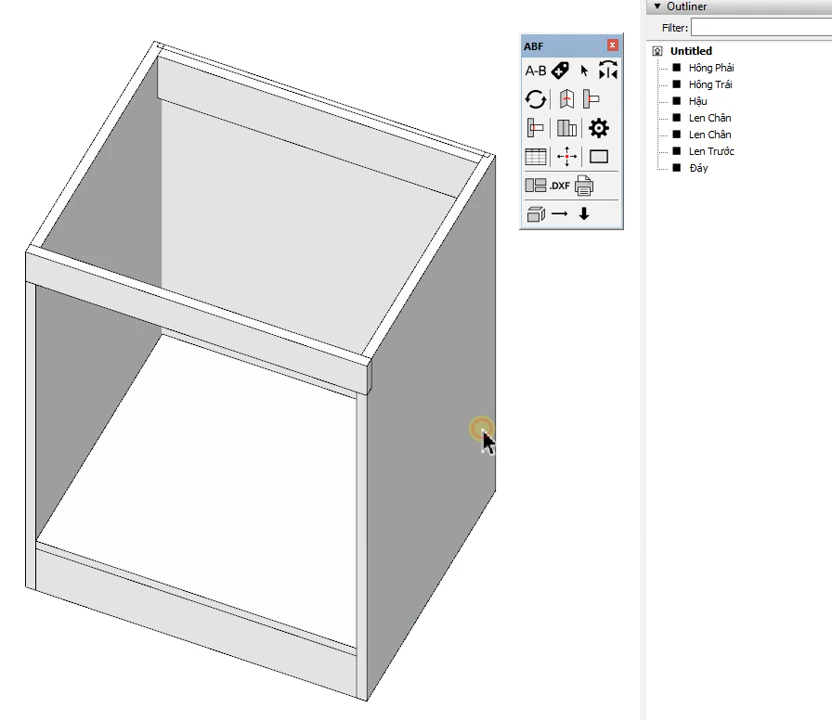 Outliner
Filter:
ABF
Untitled
A-B
Hông Phải
Hông Trái
Hậu
Len Chân
Len Chân
Len Trước
Đáy
.DXF